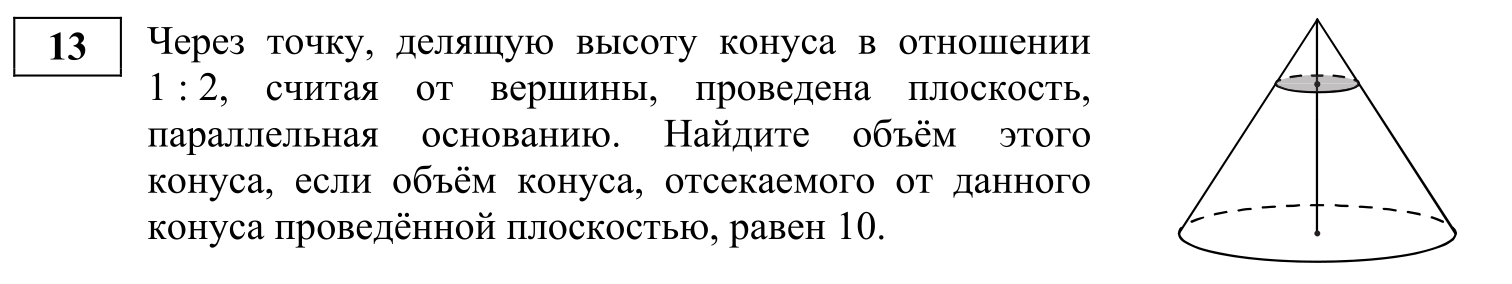 13
Через точку, делящую высоту конуса в отношении
1 : 2, считая от вершины, проведена плоскость,
параллельная основанию. Найдите объём этого
конуса, если объём конуса, отсекаемого от данного
конуса проведённой плоскостью, равен 10.